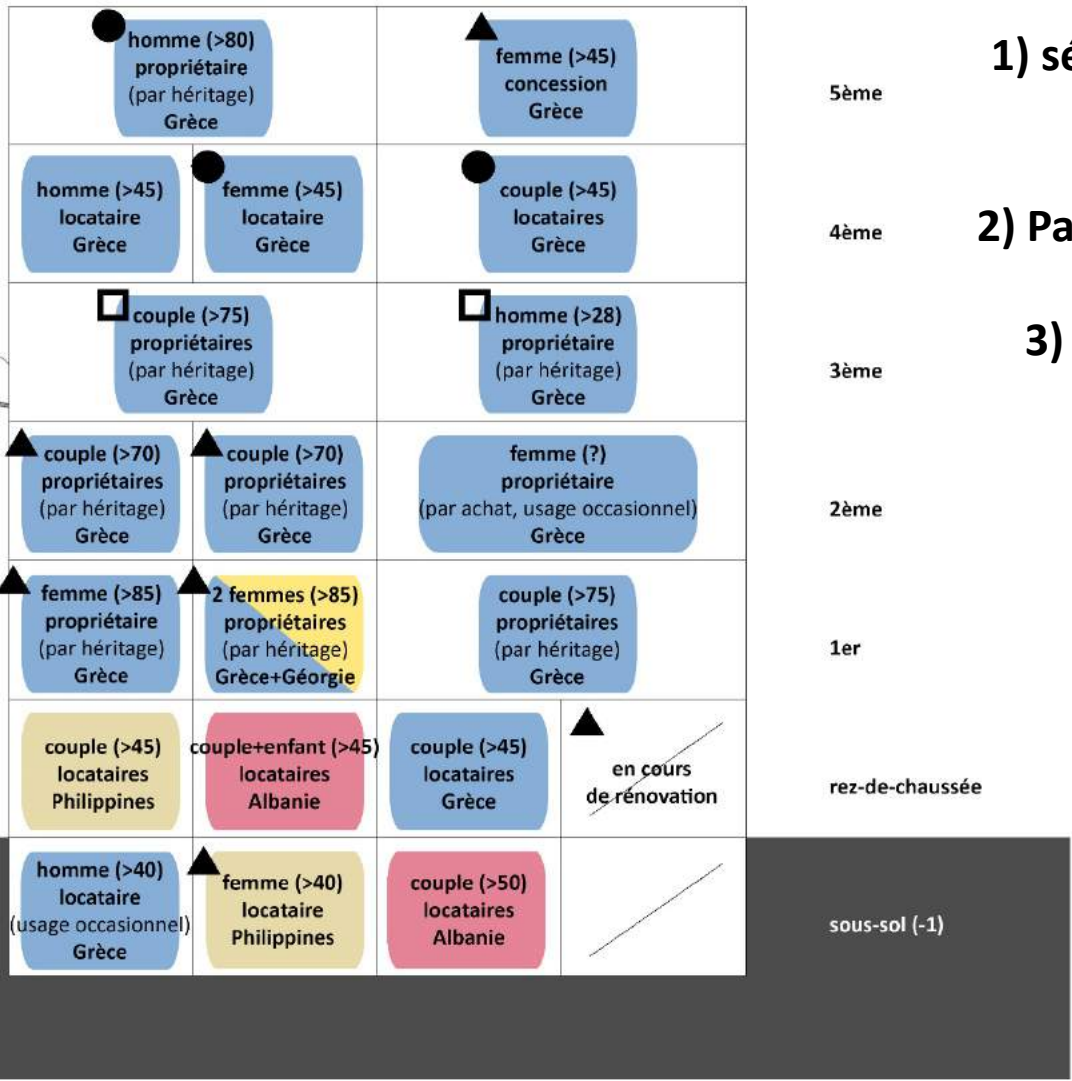 homme (>80)
propriétaire
(par héritage)
Grèce
femme (>45)
concession
Grèce
5ème
1) sé
homme (>45)
locataire
Grèce
femme (>45)
locataire
Grèce
couple (>45)
locataires
Grèce
4ème
2) Pa
couple (>75)
propriétaires
(par héritage)
Grèce
homme (>28)
propriétaire
(par héritage)
Grèce
3ème
3)
couple (>70)
propriétaires
(par héritage)
Grèce
couple (>70)
propriétaires
(par héritage)
Grèce
femme (?)
propriétaire
(par achat, usage occasionnel)
Grèce
2ème
femme (>85)
propriétaire
(par héritage)
Grèce
2 femmes (>85)
propriétaires
(par héritage)
Grèce+Géorgie
couple (>75)
propriétaires
(par héritage)
Grèce
1er
couple (>45)
locataires
Philippines
couple+enfant (>45)
locataires
Albanie
couple (>45)
locataires
Grèce
en cours
de rénovation
rez-de-chaussée
homme (>40)
locataire
(usage occasionnel)
Grèce
femme (>40)
locataire
Philippines
couple (>50)
locataires
Albanie
sous-sol (-1)